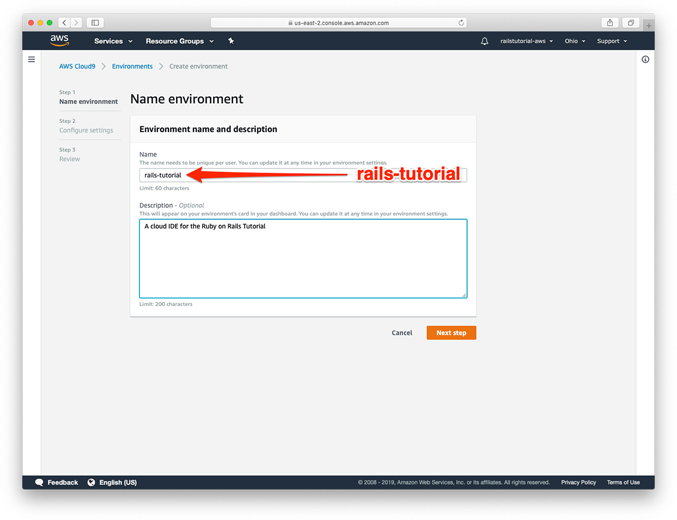 us-east-2.console.aws.amazon.com
aws Services Resource Groups railstutorial-aws Ohio Support
AWS Cloud9 > Environments > Create environment
Step 1
Name environment
Step 2
Configure settings
Step 3
Review
Name environment
Environment name and description
Name
The name needs to be unique per user. You can update it at any time in your environment settings.
rails-tutorial
rails-tutorial
Limit: 60 characters
Description - Optional
This will appear on your environment's card in your dashboard. You can update it at any time in your environment settings.
A cloud IDE for the Ruby on Rails Tutorial
Limit: 200 characters
Cancel Next step
Feedback English (US) © 2008 - 2019, Amazon Web Services, Inc. or its affiliates. All rights reserved. Privacy Policy Terms of Use